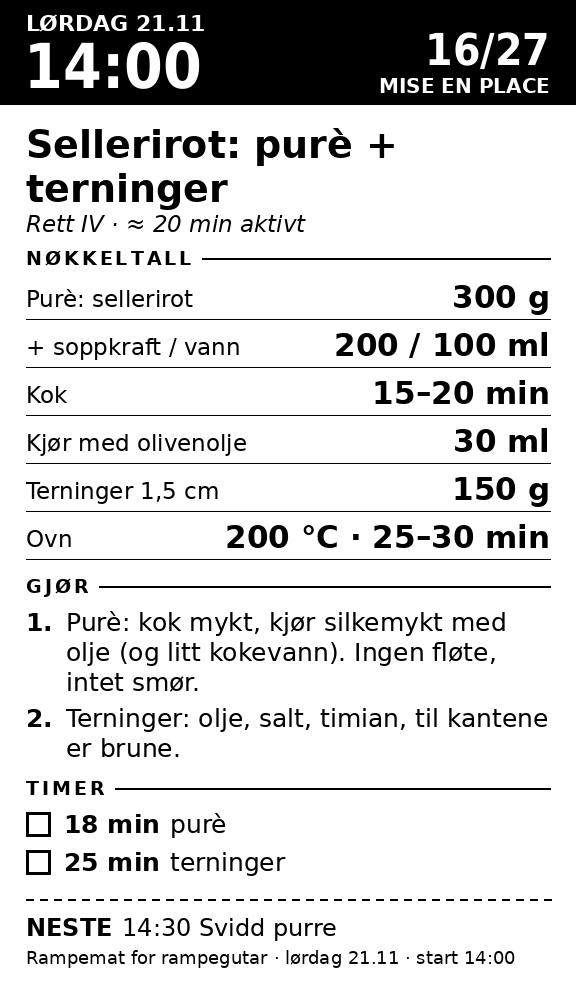 LØRDAG 21.11
14:00
16/27
MISE EN PLACE
Sellerirot: purè +
terninger
Rett IV · ≈ 20 min aktivt
NØKKELTALL
Purè: sellerirot 300 g
+ soppkraft / vann 200 / 100 ml
Kok 15–20 min
Kjør med olivenolje 30 ml
Terninger 1,5 cm 150 g
Ovn 200 °C · 25–30 min
GJØR
1. Purè: kok mykt, kjør silkemykt med
olje (og litt kokevann). Ingen fløte,
intet smør.
2. Terninger: olje, salt, timian, til kantene
er brune.
TIMER
18 min purè
25 min terninger
NESTE 14:30 Svidd purre
Rampemat for rampegutar · lørdag 21.11 · start 14:00